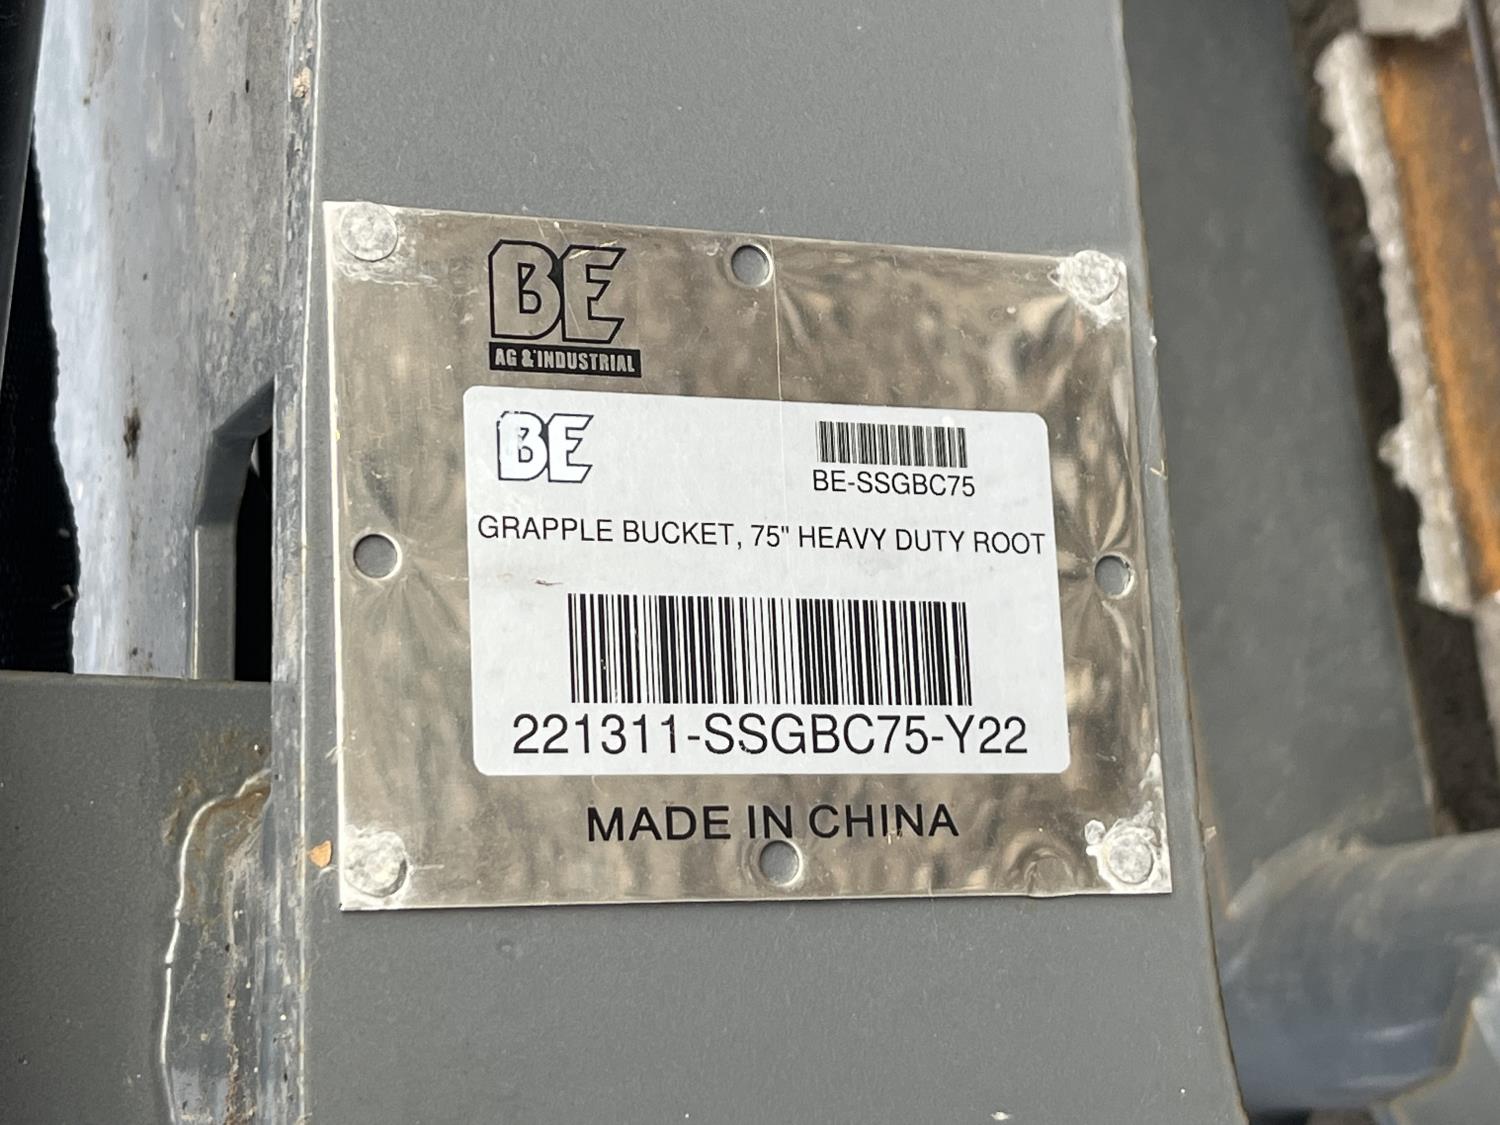 BE
AG & INDUSTRIAL
BE
BE-SSGBC75
GRAPPLE BUCKET, 75" HEAVY DUTY ROOT
221311-SSGBC75-Y22
MADE IN CHINA